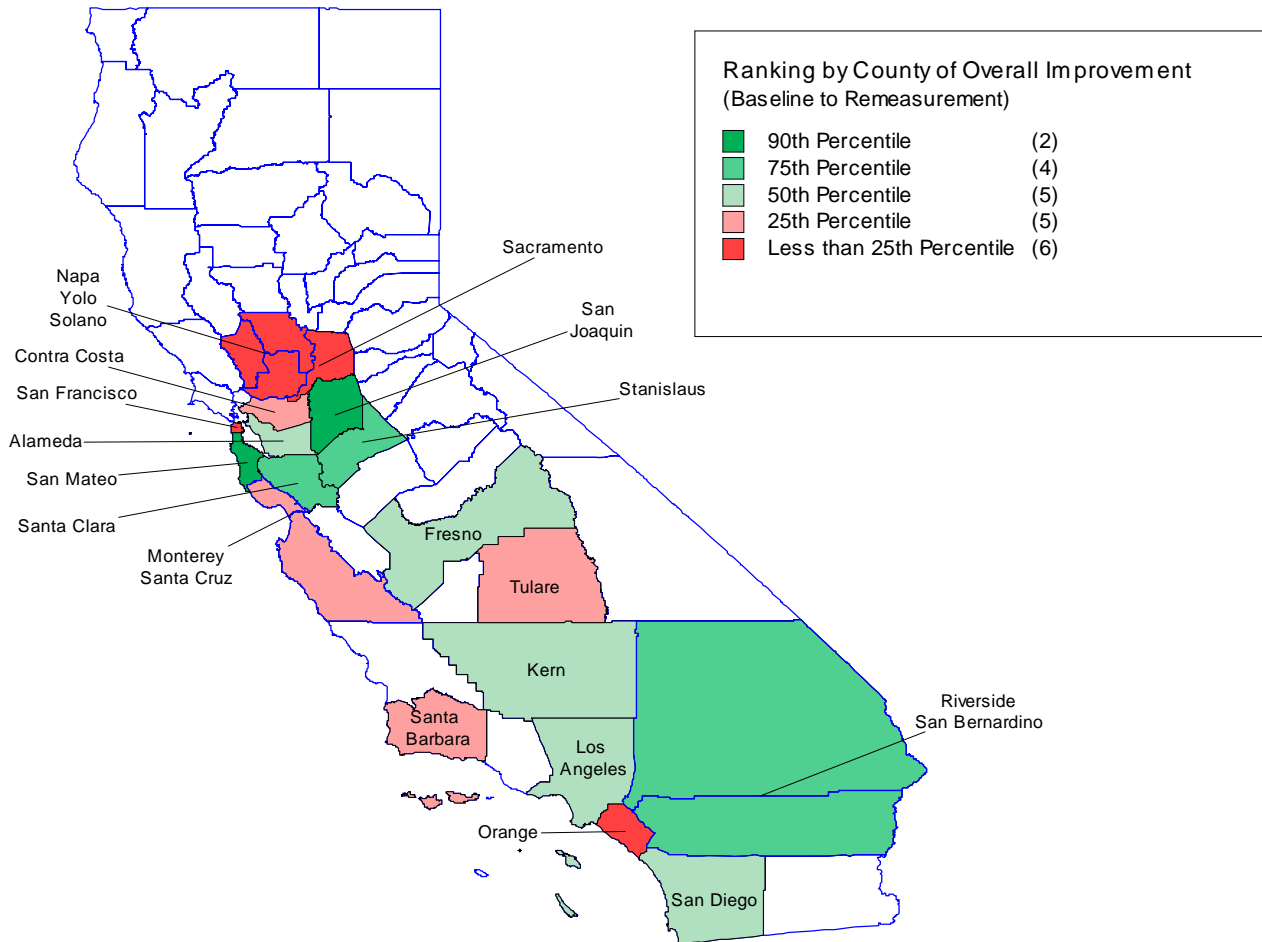 Ranking by County of Overall Improvement
(Baseline to Remeasurement)
90th Percentile (2)
75th Percentile (4)
50th Percentile (5)
25th Percentile (5)
Less than 25th Percentile (6)
Sacramento
Napa
Yolo
Solano
San
Joaquin
Contra Costa
San Francisco
Stanislaus
Alameda
San Mateo
Santa Clara
Monterey
Santa Cruz
Fresno
Tulare
Kern
Riverside
San Bernardino
Santa
Barbara
Los
Angeles
Orange
San Diego